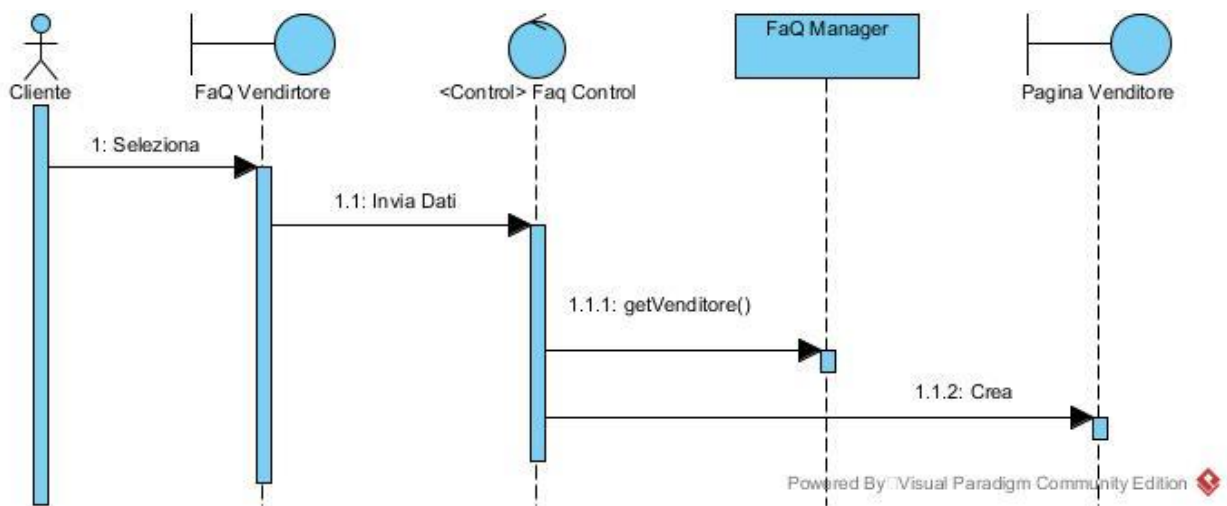 FaQ Manager
Cliente
FaQ Vendirtore
<Control> Faq Control
Pagina Venditore
1: Seleziona
1.1: Invia Dati
1.1.1: getVenditore()
1.1.2: Crea
Powered By Visual Paradigm Community Edition